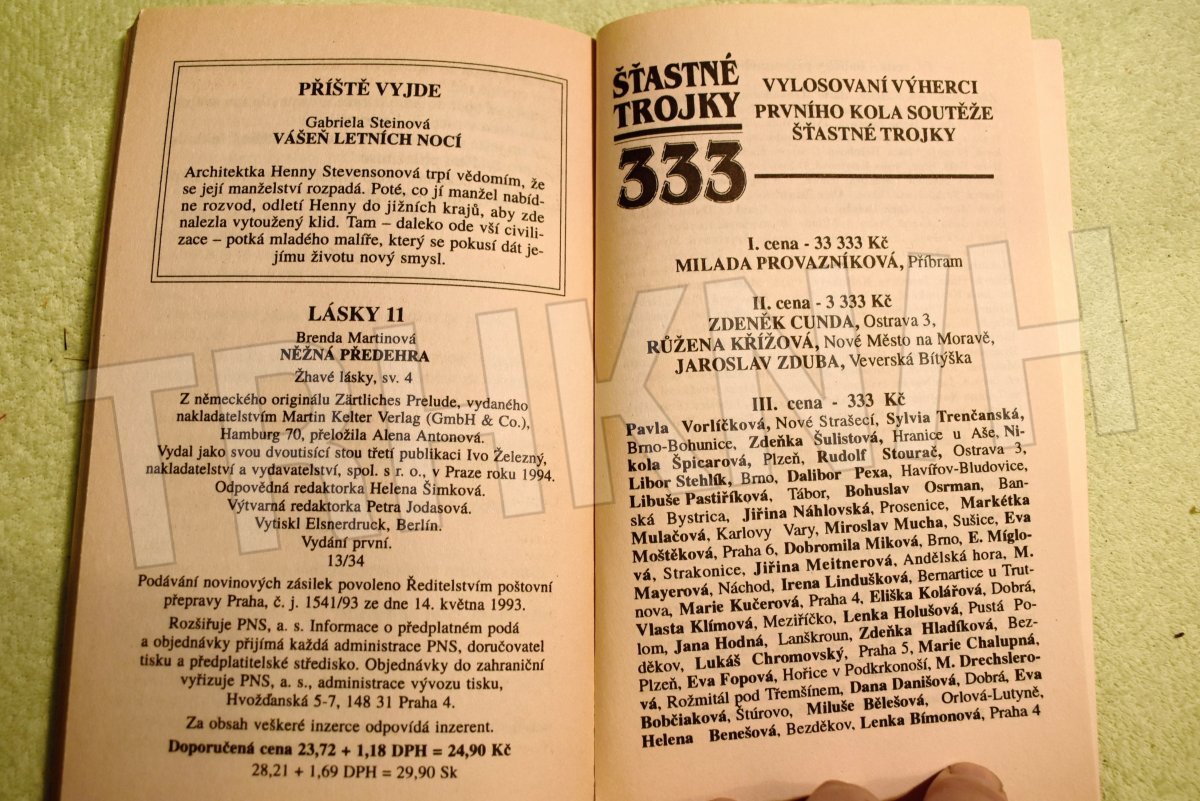 PŘÍŠTĚ VYJDE
Gabriela Steinová
VÁŠEŇ LETNÍCH NOCÍ
Architektka Henny Stevensonová trpí vědomím, že
se její manželství rozpadá. Poté, co jí manžel nabíd-
ne rozvod, odletí Henny do jižních krajů, aby zde
nalezla vytoužený klid. Tam – daleko ode vší civili-
zace – potká mladého malíře, který se pokusí dát je-
jímu životu nový smysl.
LÁSKY 11
Brenda Martinová
NĚŽNÁ PŘEDEHRA
Žhavé lásky, sv. 4
Z německého originálu Zärtliches Prelude, vydaného
nakladatelstvím Martin Kelter Verlag (GmbH & Co.),
Hamburg 70, přeložila Alena Antonová.
Vydal jako svou dvoutisící stou třetí publikaci Ivo Železný,
nakladatelství a vydavatelství, spol. s r. o., v Praze roku 1994.
Odpovědná redaktorka Helena Šimková.
Výtvarná redaktorka Petra Jodasová.
Vytiskl Elsnerdruck, Berlín.
Vydání první.
13/34
Podávání novinových zásilek povoleno Ředitelstvím poštovní
přepravy Praha, č. j. 1541/93 ze dne 14. května 1993.
Rozšiřuje PNS, a. s. Informace o předplatném podá
a objednávky přijímá každá administrace PNS, doručovatel
tisku a předplatitelské středisko. Objednávky do zahraniční
vyřizuje PNS, a. s., administrace vývozu tisku,
Hvožďanská 5-7, 148 31 Praha 4.
Za obsah veškeré inzerce odpovídá inzerent.
Doporučená cena 23,72 + 1,18 DPH = 24,90 Kč
28,21 + 1,69 DPH = 29,90 Sk
ŠŤASTNÉ
TROJKY
333
VYLOSOVANÍ VÝHERCI
PRVNÍHO KOLA SOUTĚŽE
ŠŤASTNÉ TROJKY
I. cena - 33 333 Kč
MILADA PROVAZNÍKOVÁ, Příbram
II. cena - 3 333 Kč
ZDENĚK CUNDA, Ostrava 3,
RŮŽENA KŘÍŽOVÁ, Nové Město na Moravě,
JAROSLAV ZDUBA, Veverská Bítýška
III. cena - 333 Kč
Pavla Vorlíčková, Nové Strašecí, Sylvia Trenčanská,
Brno-Bohunice, Zdeňka Šulistová, Hranice u Aše, Ni-
kola Špicarová, Plzeň, Rudolf Stourač, Ostrava 3,
Libor Stehlík, Brno, Dalibor Pexa, Havířov-Bludovice,
Libuše Pastiříková, Tábor, Bohuslav Osrman, Ban-
ská Bystrica, Jiřina Náhlovská, Prosenice, Markétka
Mulačová, Karlovy Vary, Miroslav Mucha, Sušice, Eva
Moštěková, Praha 6, Dobromila Miková, Brno, E. Míglo-
vá, Strakonice, Jiřina Meitnerová, Andělská hora, M.
Mayerová, Náchod, Irena Lindušková, Bernartice u Trut-
nova, Marie Kučerová, Praha 4, Eliška Kolářová, Dobrá,
Vlasta Klímová, Meziříčko, Lenka Holušová, Pustá Po-
lom, Jana Hodná, Lanškroun, Zdeňka Hladíková, Bez-
děkov, Lukáš Chromovský, Praha 5, Marie Chalupná,
Plzeň, Eva Fopová, Hořice v Podkrkonoší, M. Drechslero-
vá, Rožmitál pod Třemšínem, Dana Danišová, Dobrá, Eva
Bobčiaková, Štúrovo, Miluše Bělešová, Orlová-Lutyně,
Helena Benešová, Bezděkov, Lenka Bímonová, Praha 4
TRHKNIH